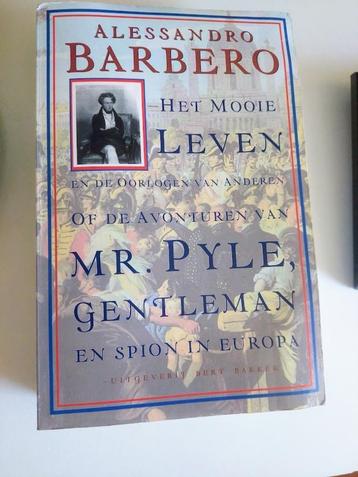 ALESSANDRO
BARBERO
HET MOOIE
LEVEN
EN DE OORLOGEN VAN ANDEREN
OF DE AVONTUREN VAN
MR. PYLE,
GENTLEMAN
EN SPION IN EUROPA
-UITGEVERIJ BERT BAKKER-